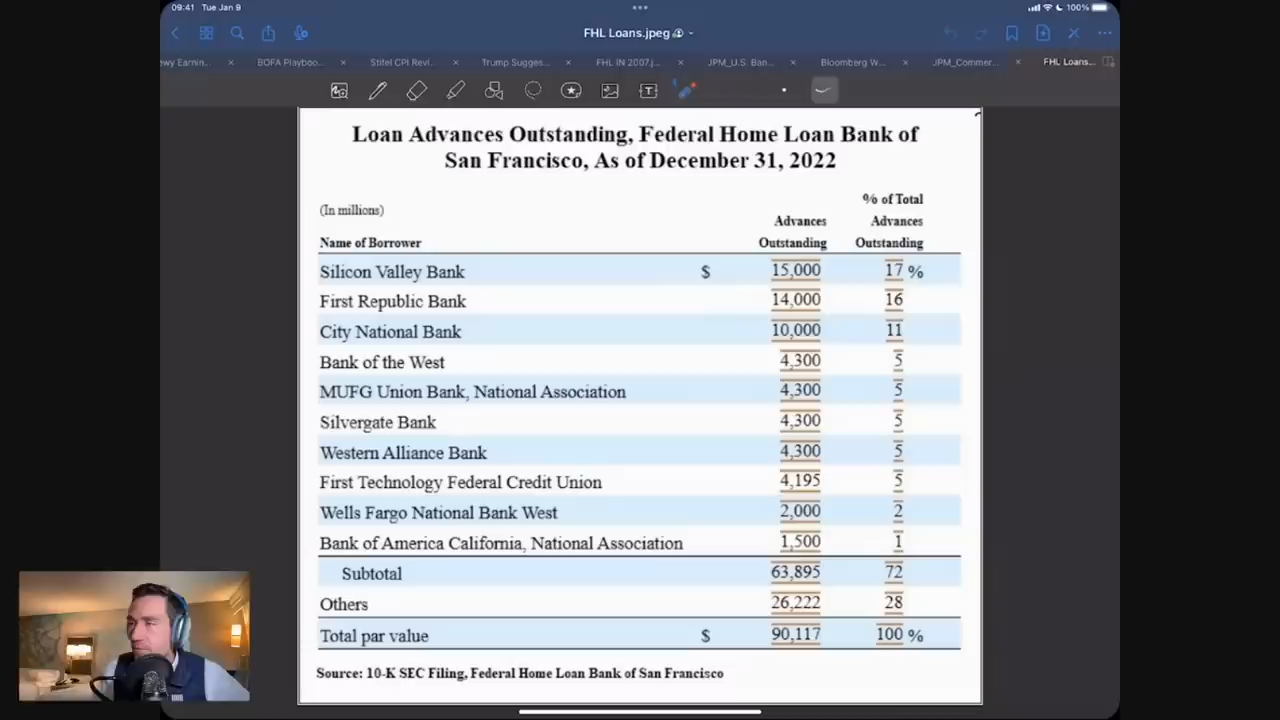 09:41 Tue Jan 9
100%
FHL Loans.jpeg
ewy Earnin...
BOFA Playboo...
Stifel CPI Revi...
Trump Sugges...
FHL IN 2007.j...
JPM_U.S. Ban...
Bloomberg W...
JPM_Commer...
FHL Loans...
Loan Advances Outstanding, Federal Home Loan Bank of
San Francisco, As of December 31, 2022
% of Total
(In millions)
Advances Advances
Name of Borrower Outstanding Outstanding
Silicon Valley Bank $ 15,000 17 %
First Republic Bank 14,000 16
City National Bank 10,000 11
Bank of the West 4,300 5
MUFG Union Bank, National Association 4,300 5
Silvergate Bank 4,300 5
Western Alliance Bank 4,300 5
First Technology Federal Credit Union 4,195 5
Wells Fargo National Bank West 2,000 2
Bank of America California, National Association 1,500 1
Subtotal 63,895 72
Others 26,222 28
Total par value $ 90,117 100 %
Source: 10-K SEC Filing, Federal Home Loan Bank of San Francisco